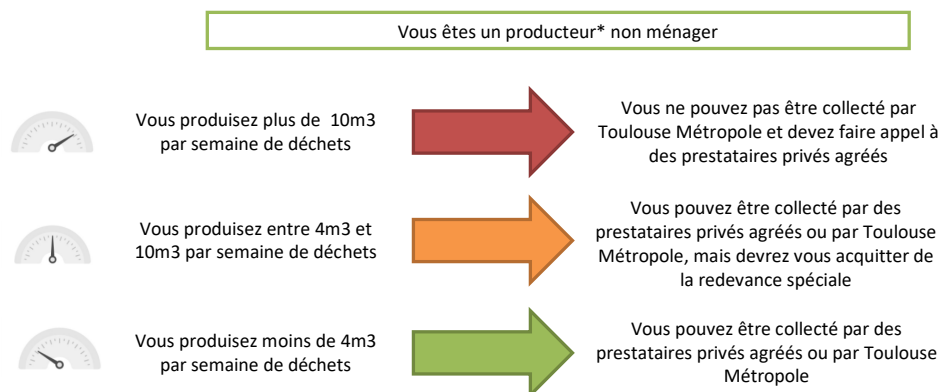 Vous êtes un producteur* non ménager
Vous produisez plus de 10m3
par semaine de déchets
Vous ne pouvez pas être collecté par
Toulouse Métropole et devez faire appel à
des prestataires privés agréés
Vous produisez entre 4m3 et
10m3 par semaine de déchets
Vous pouvez être collecté par des
prestataires privés agréés ou par Toulouse
Métropole, mais devrez vous acquitter de
la redevance spéciale
Vous produisez moins de 4m3
par semaine de déchets
Vous pouvez être collecté par des
prestataires privés agréés ou par Toulouse
Métropole